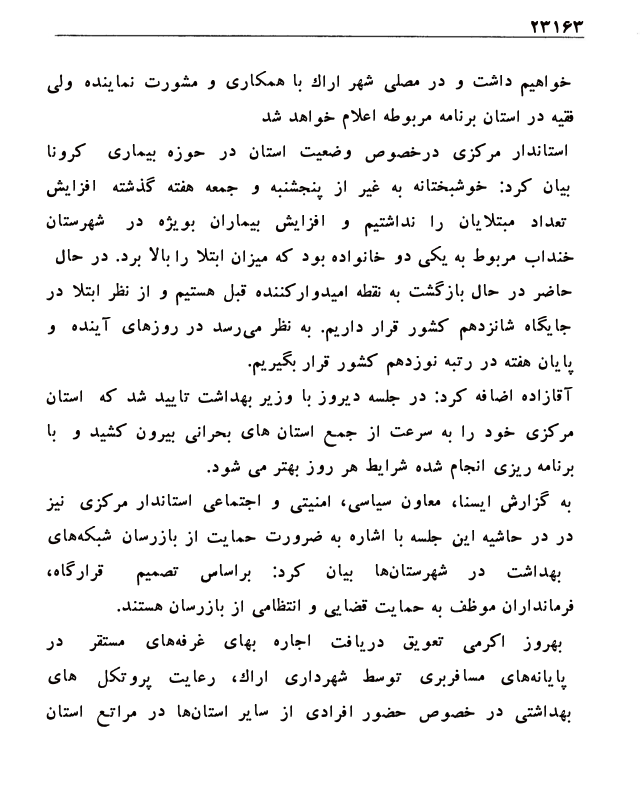 ۲۳۱۶۳
خواهیم داشت و در مصلی شهر اراك با همکاری و مشورت نماینده ولی
فقیه در استان برنامه مربوطه اعلام خواهد شد
استاندار مرکزی درخصوص وضعیت استان در حوزه بیماری کرونا
بیان کرد: خوشبختانه به غیر از پنجشنبه و جمعه هفته گذشته افزایش
تعداد مبتلایان را نداشتیم و افزایش بیماران بویژه در شهرستان
خنداب مربوط به یکی دو خانواده بود که میزان ابتلا را بالا برد. در حال
حاضر در حال بازگشت به نقطه امیدوارکننده قبل هستیم و از نظر ابتلا در
جایگاه شانزدهم کشور قرار داریم. به نظر می‌رسد در روزهای آینده و
پایان هفته در رتبه نوزدهم کشور قرار بگیریم.
آقازاده اضافه کرد: در جلسه دیروز با وزیر بهداشت تایید شد که استان
مرکزی خود را به سرعت از جمع استان های بحرانی بیرون کشید و با
برنامه ریزی انجام شده شرایط هر روز بهتر می شود.
به گزارش ایسنا، معاون سیاسی، امنیتی و اجتماعی استاندار مرکزی نیز
در در حاشیه این جلسه با اشاره به ضرورت حمایت از بازرسان شبکه‌های
بهداشت در شهرستان‌ها بیان کرد: براساس تصمیم قرارگاه،
فرمانداران موظف به حمایت قضایی و انتظامی از بازرسان هستند.
بهروز اکرمی تعویق دریافت اجاره بهای غرفه‌های مستقر در
پایانه‌های مسافربری توسط شهرداری اراك، رعایت پروتکل های
بهداشتی در خصوص حضور افرادی از سایر استان‌ها در مراتع استان